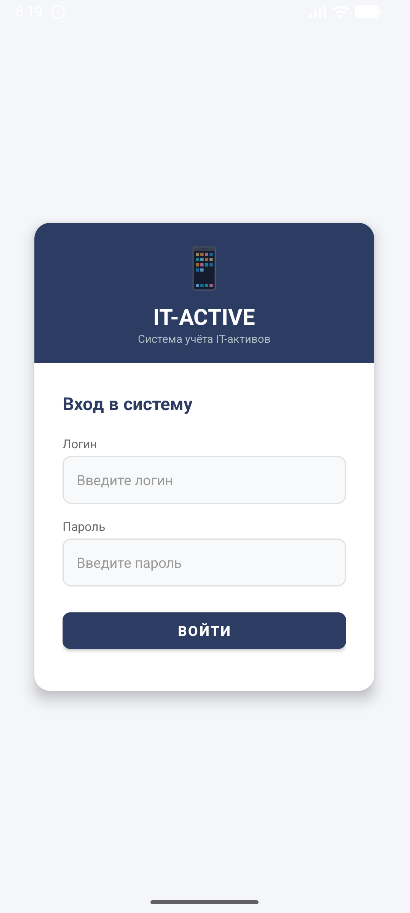 6:19
IT-ACTIVE
Система учёта IT-активов
Вход в систему
Логин
Введите логин
Пароль
Введите пароль
ВОЙТИ